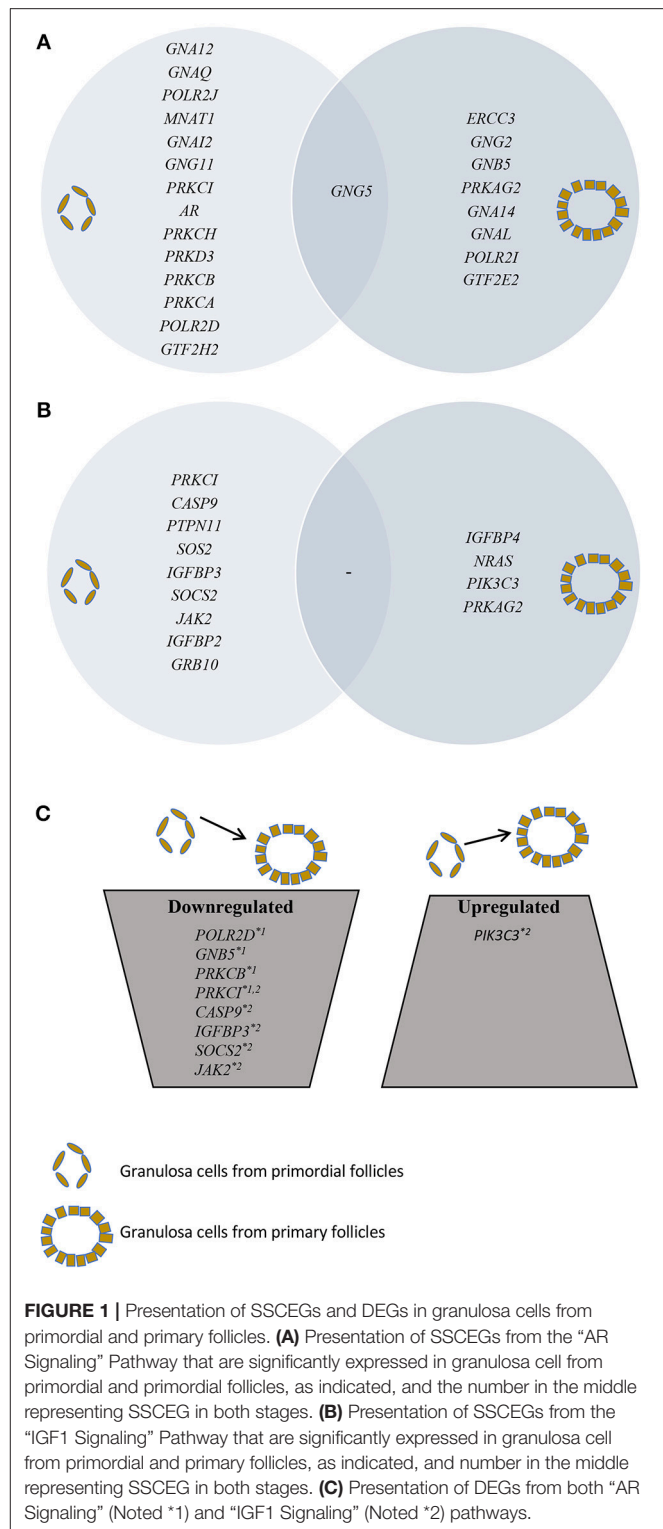 A
GNA12
GNAQ
POLR2J
MNAT1
GNAI2
GNG11
PRKCI
AR
PRKCH
PRKD3
PRKCB
PRKCA
POLR2D
GTF2H2
GNG5
ERCC3
GNG2
GNB5
PRKAG2
GNA14
GNAL
POLR2I
GTF2E2
B
PRKCI
CASP9
PTPN11
SOS2
IGFBP3
SOCS2
JAK2
IGFBP2
GRB10
-
IGFBP4
NRAS
PIK3C3
PRKAG2
C
Downregulated
POLR2D*1
GNB5*1
PRKCB*1
PRKCI*1,2
CASP9*2
IGFBP3*2
SOCS2*2
JAK2*2
Upregulated
PIK3C3*2
Granulosa cells from primordial follicles
Granulosa cells from primary follicles
FIGURE 1 | Presentation of SSCEGs and DEGs in granulosa cells from
primordial and primary follicles. (A) Presentation of SSCEGs from the “AR
Signaling” Pathway that are significantly expressed in granulosa cell from
primordial and primordial follicles, as indicated, and the number in the middle
representing SSCEG in both stages. (B) Presentation of SSCEGs from the
“IGF1 Signaling” Pathway that are significantly expressed in granulosa cell
from primordial and primary follicles, as indicated, and number in the middle
representing SSCEG in both stages. (C) Presentation of DEGs from both “AR
Signaling” (Noted *1) and “IGF1 Signaling” (Noted *2) pathways.